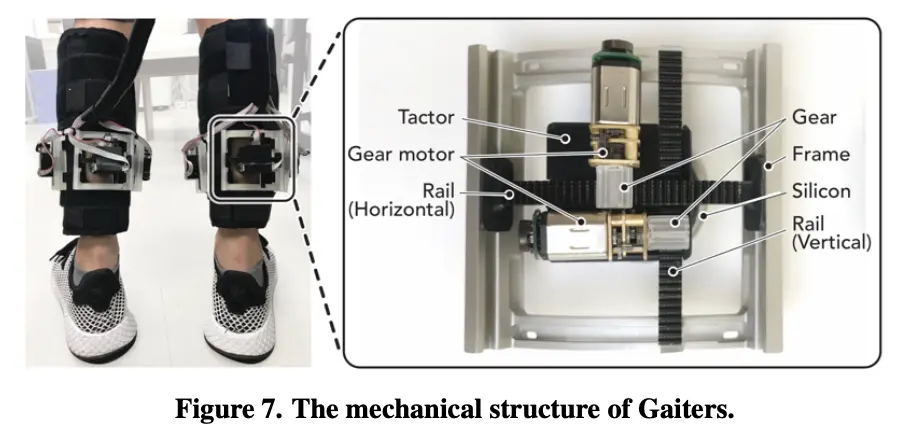 Tactor
Gear motor
Rail
(Horizontal)
Gear
Frame
Silicon
Rail
(Vertical)
Figure 7. The mechanical structure of Gaiters.